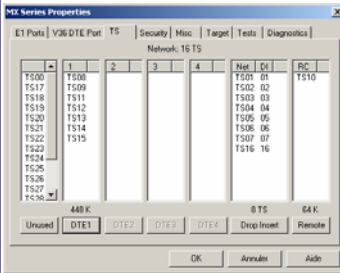 MX Series Properties
E1 Ports V36 DTE Port TS Security Misc Target Tests Diagnostics
Network: 16 TS
1 2 3 4 Net DI RC
TS00 TS08 TS01 01 TS10
TS17 TS09 TS02 02
TS18 TS11 TS03 03
TS19 TS12 TS04 04
TS20 TS13 TS05 05
TS21 TS14 TS06 06
TS22 TS15 TS07 07
TS23 TS16 16
TS24
TS25
TS26
TS27
TS28
448 K 8 TS 64 K
Unused DTE1 DTE2 DTE3 DTE4 Drop Insert Remote
OK Annuler Aide